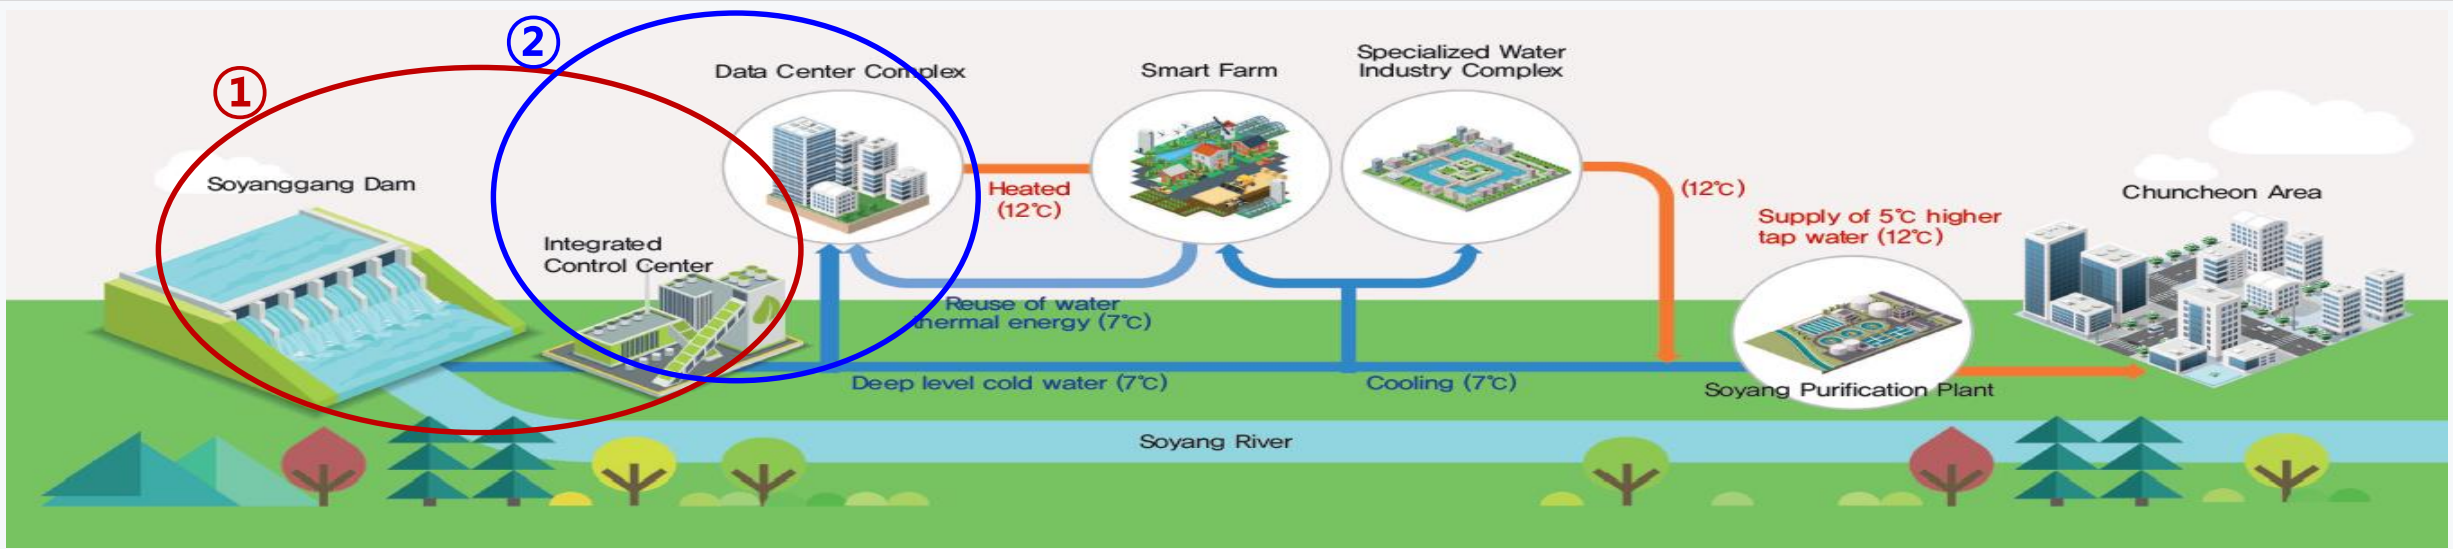 ①
②
Soyanggang Dam
Integrated
Control Center
Data Center Complex
Heated
(12℃)
Smart Farm
Specialized Water
Industry Complex
(12℃)
Reuse of water
thermal energy (7℃)
Deep level cold water (7℃)
Cooling (7℃)
Supply of 5℃ higher
tap water (12℃)
Soyang Purification Plant
Chuncheon Area
Soyang River